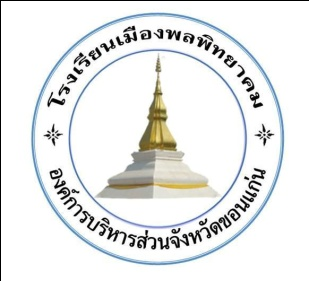 โรงเรียนเมืองพลพิทยาคม
องค์การบริหารส่วนจังหวัดขอนแก่น